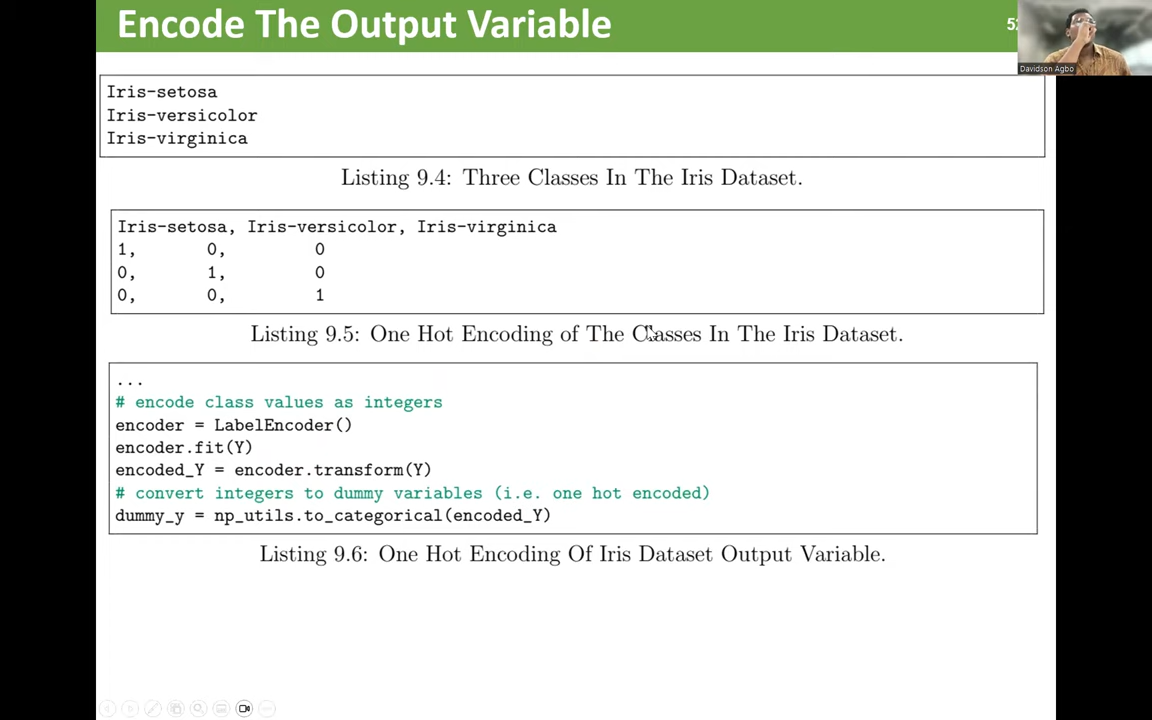 Encode The Output Variable
Davidson Agbo
Iris-setosa
Iris-versicolor
Iris-virginica
Listing 9.4: Three Classes In The Iris Dataset.
Iris-setosa, Iris-versicolor, Iris-virginica
1, 0, 0
0, 1, 0
0, 0, 1
Listing 9.5: One Hot Encoding of The Classes In The Iris Dataset.
...
# encode class values as integers
encoder = LabelEncoder()
encoder.fit(Y)
encoded_Y = encoder.transform(Y)
# convert integers to dummy variables (i.e. one hot encoded)
dummy_y = np_utils.to_categorical(encoded_Y)
Listing 9.6: One Hot Encoding Of Iris Dataset Output Variable.